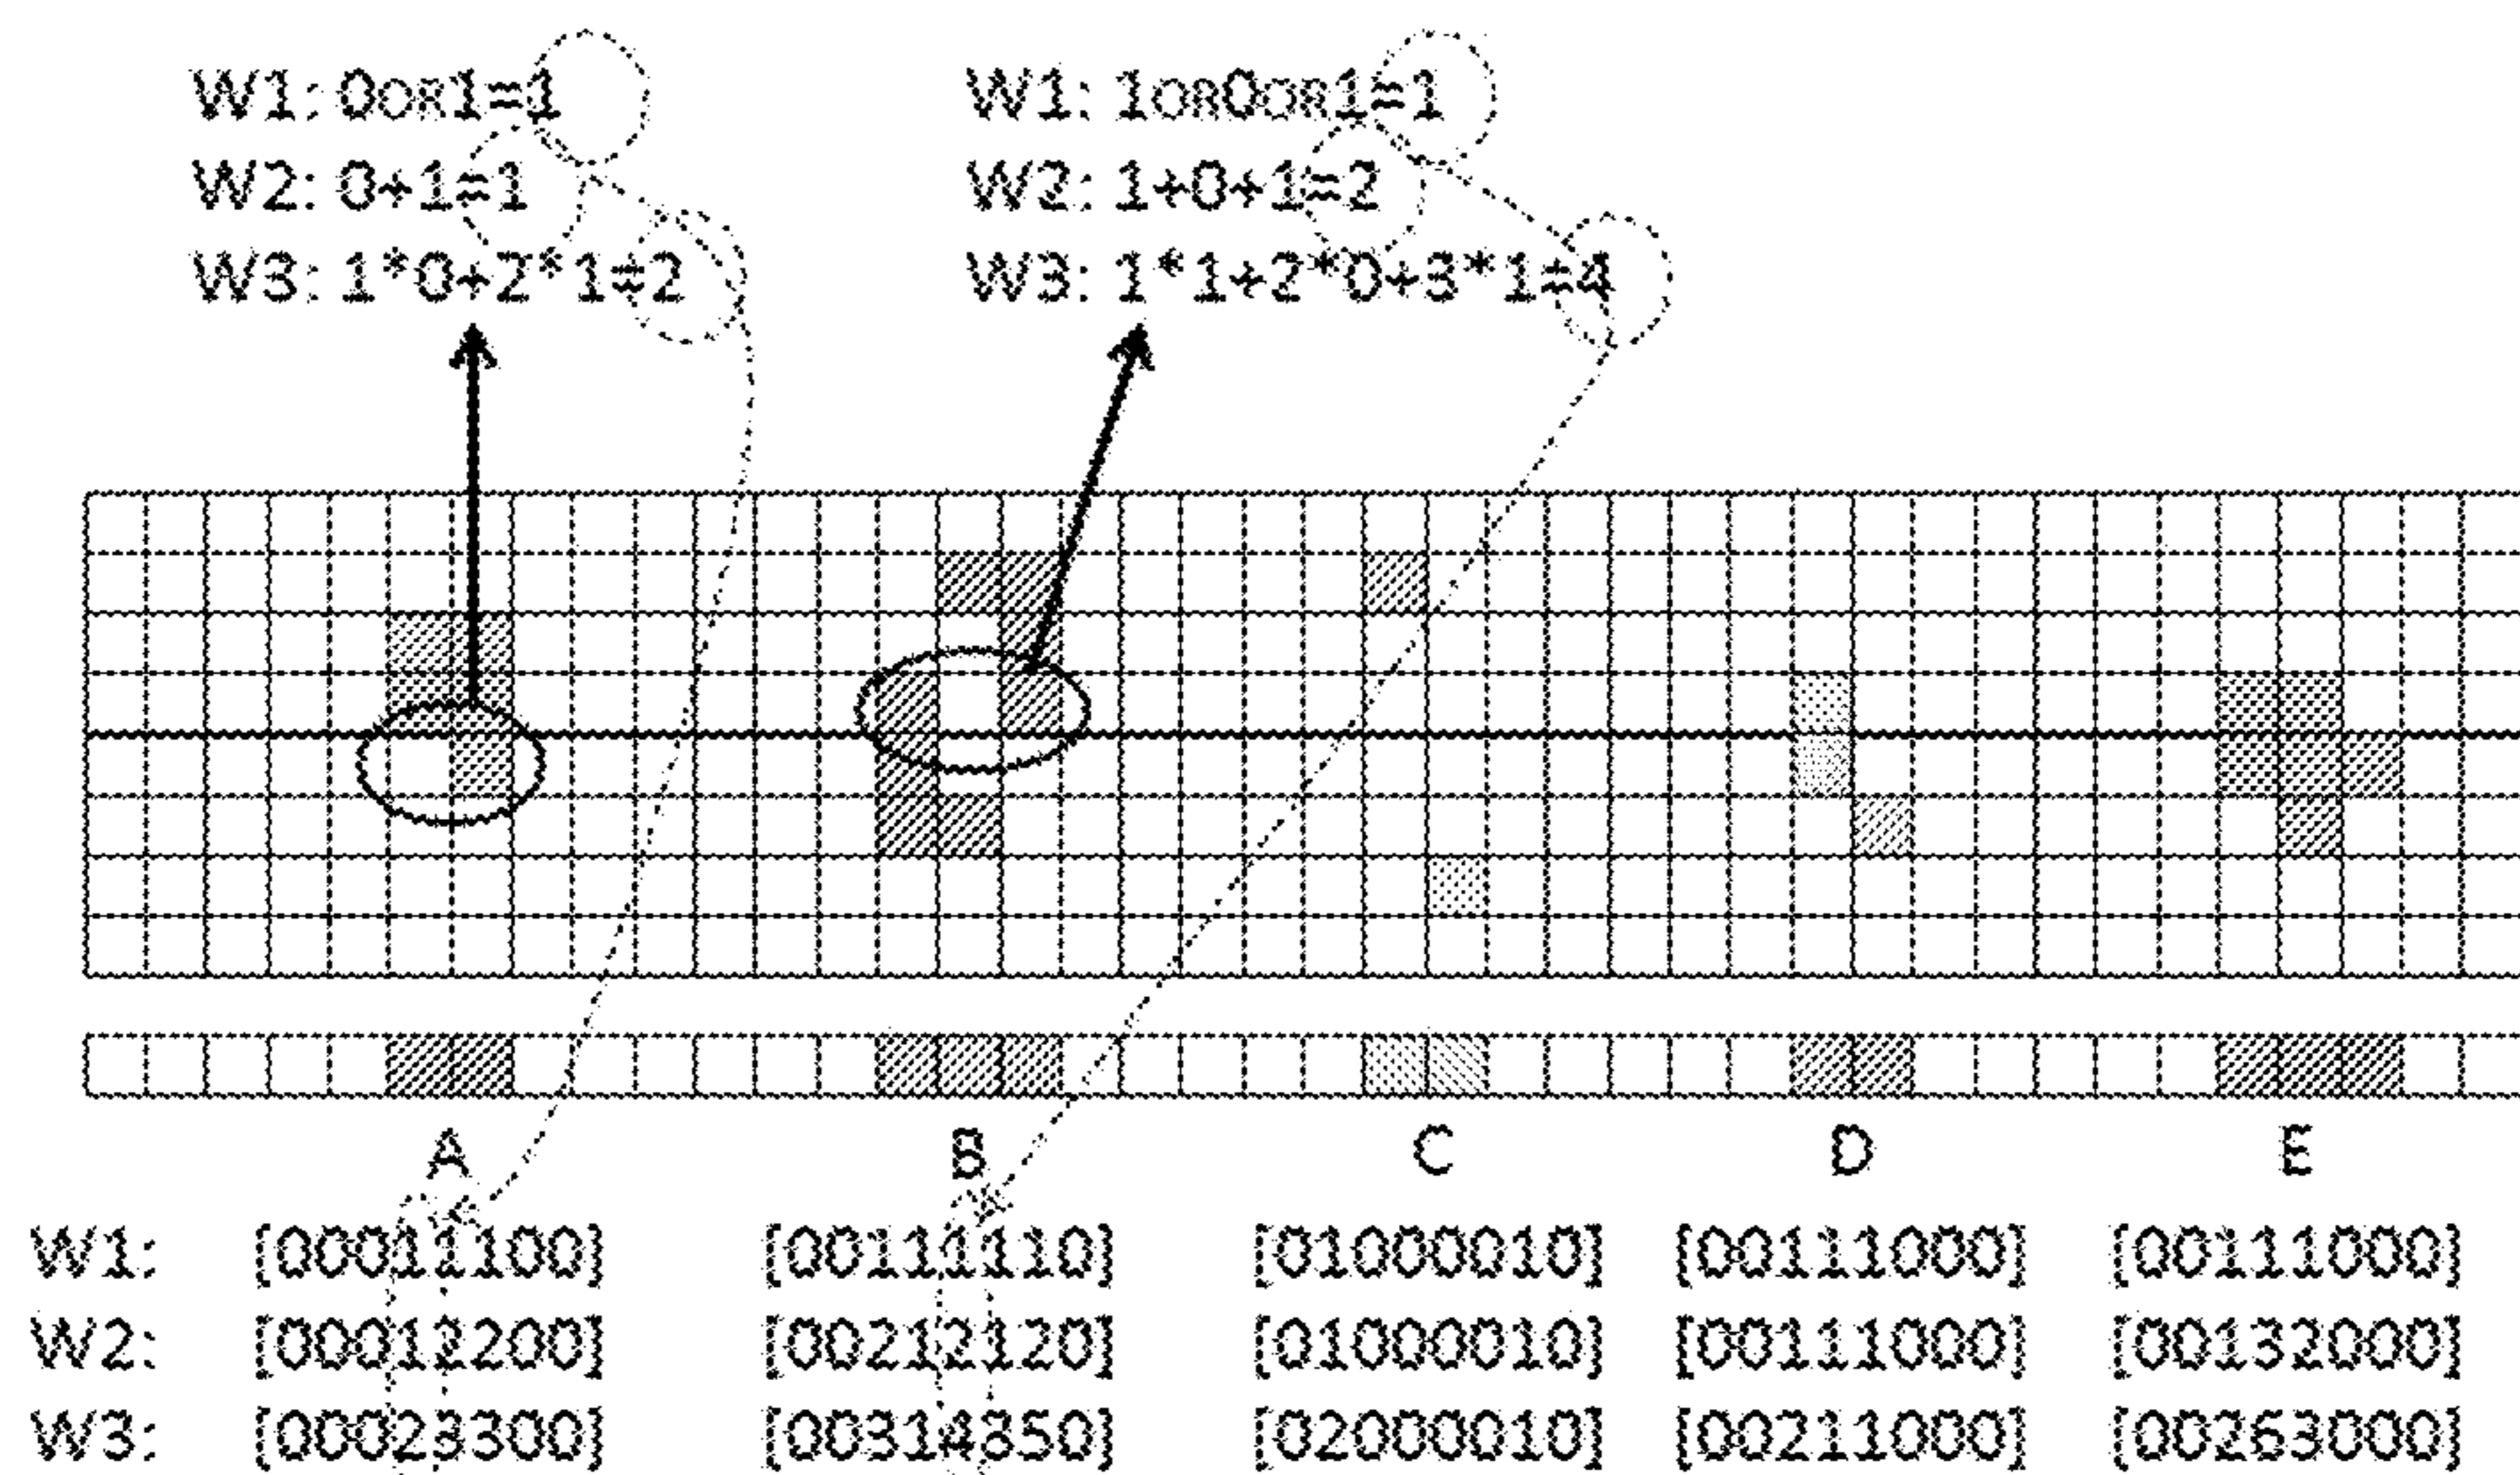 W1: 0OR1=1
W2: 0+1=1
W3: 1*0+2*1=2
W1: 1OR0OR1=1
W2: 1+0+1=2
W3: 1*1+2*0+3*1=4
A B C D E
W1: [00011100] [00111110] [01000010] [00111000] [00111000]
W2: [00012200] [00212120] [01000010] [00111000] [00132000]
W3: [00023300] [00314350] [02000010] [00211000] [00263000]